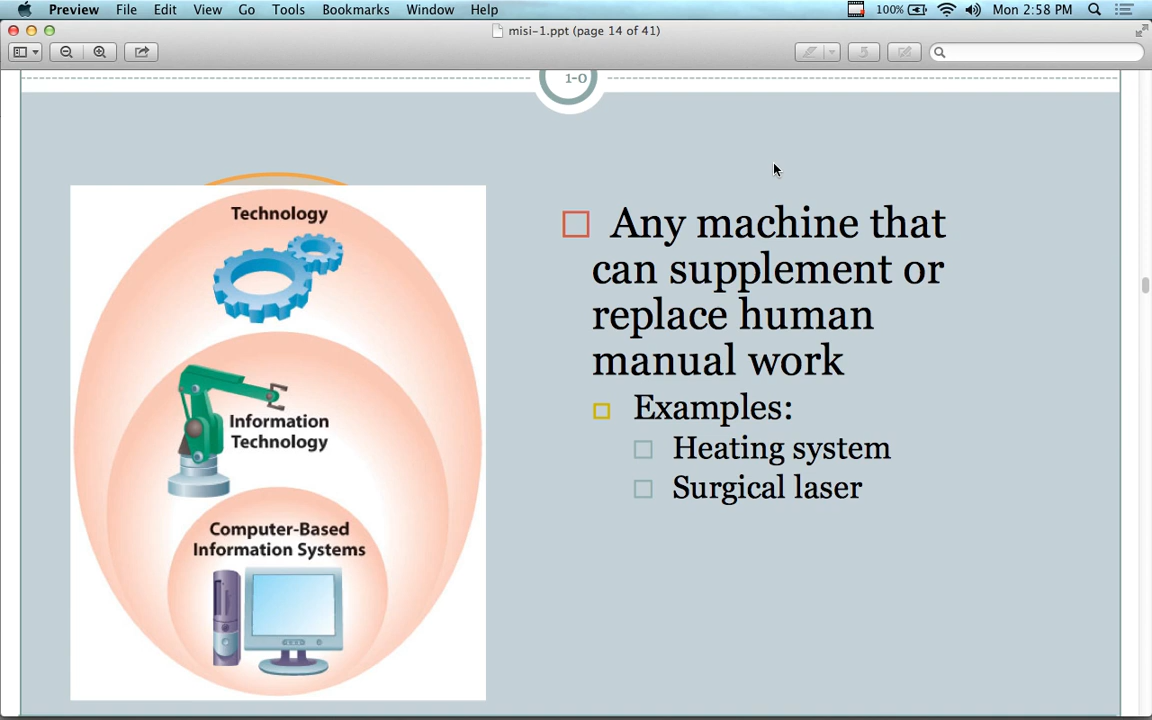 Preview File Edit View Go Tools Bookmarks Window Help 100% Mon 2:58 PM
misi-1.ppt (page 14 of 41)
1-0
Technology
Information
Technology
Computer-Based
Information Systems
Any machine that
can supplement or
replace human
manual work
Examples:
Heating system
Surgical laser